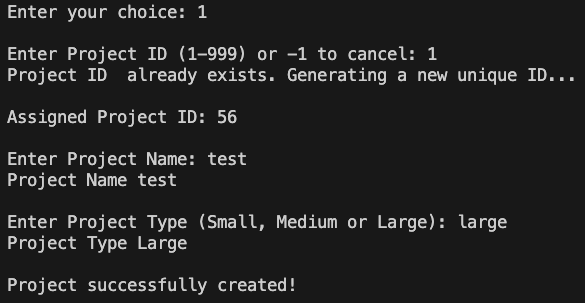 Enter your choice: 1
Enter Project ID (1-999) or -1 to cancel: 1
Project ID  already exists. Generating a new unique ID...
Assigned Project ID: 56
Enter Project Name: test
Project Name test
Enter Project Type (Small, Medium or Large): large
Project Type Large
Project successfully created!